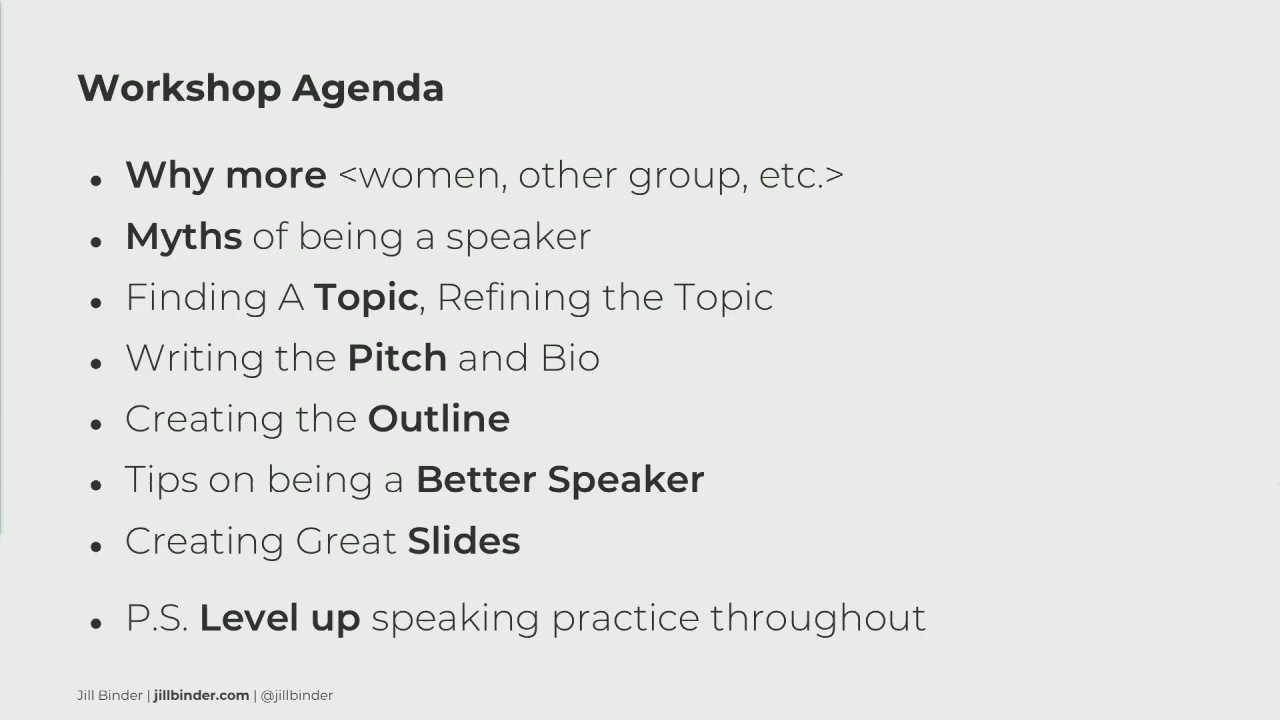 Workshop Agenda
• Why more <women, other group, etc.>
• Myths of being a speaker
• Finding A Topic, Refining the Topic
• Writing the Pitch and Bio
• Creating the Outline
• Tips on being a Better Speaker
• Creating Great Slides
• P.S. Level up speaking practice throughout
Jill Binder | jillbinder.com | @jillbinder